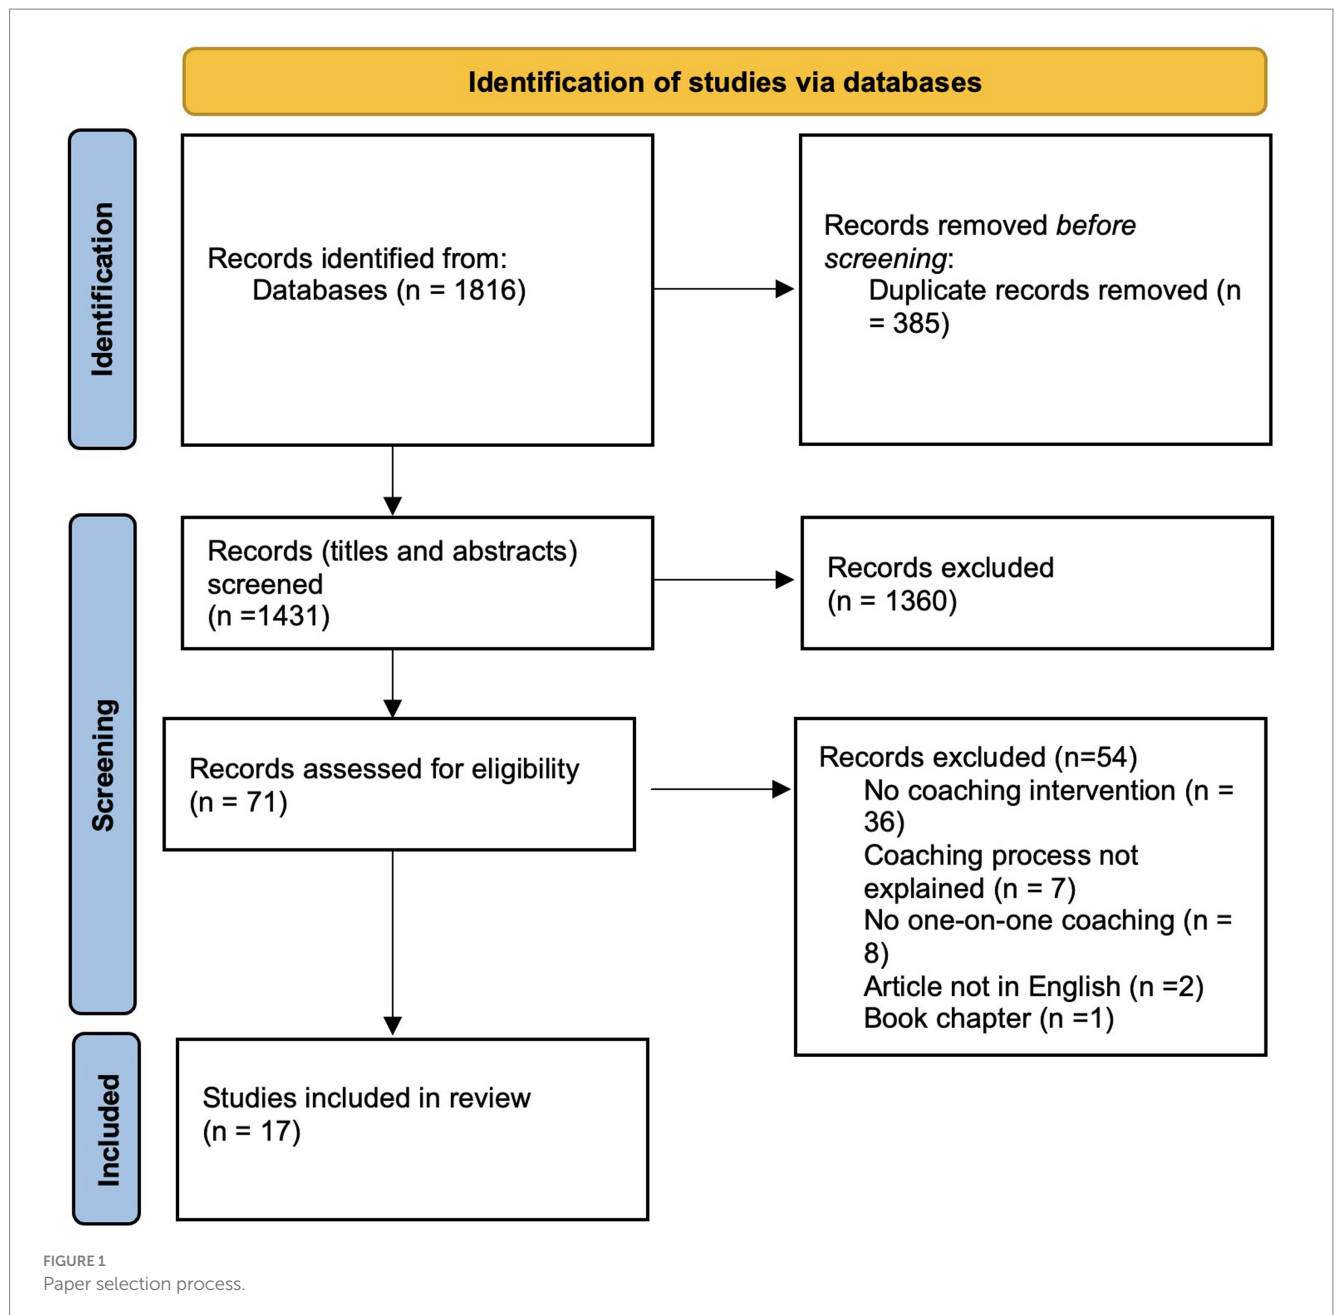 Identification of studies via databases
Identification
Records identified from:
Databases (n = 1816)
Records removed before
screening:
Duplicate records removed (n
= 385)
Screening
Records (titles and abstracts)
screened
(n =1431)
Records excluded
(n = 1360)
Records assessed for eligibility
(n = 71)
Records excluded (n=54)
No coaching intervention (n =
36)
Coaching process not
explained (n = 7)
No one-on-one coaching (n =
8)
Article not in English (n =2)
Book chapter (n =1)
Included
Studies included in review
(n = 17)
FIGURE 1
Paper selection process.